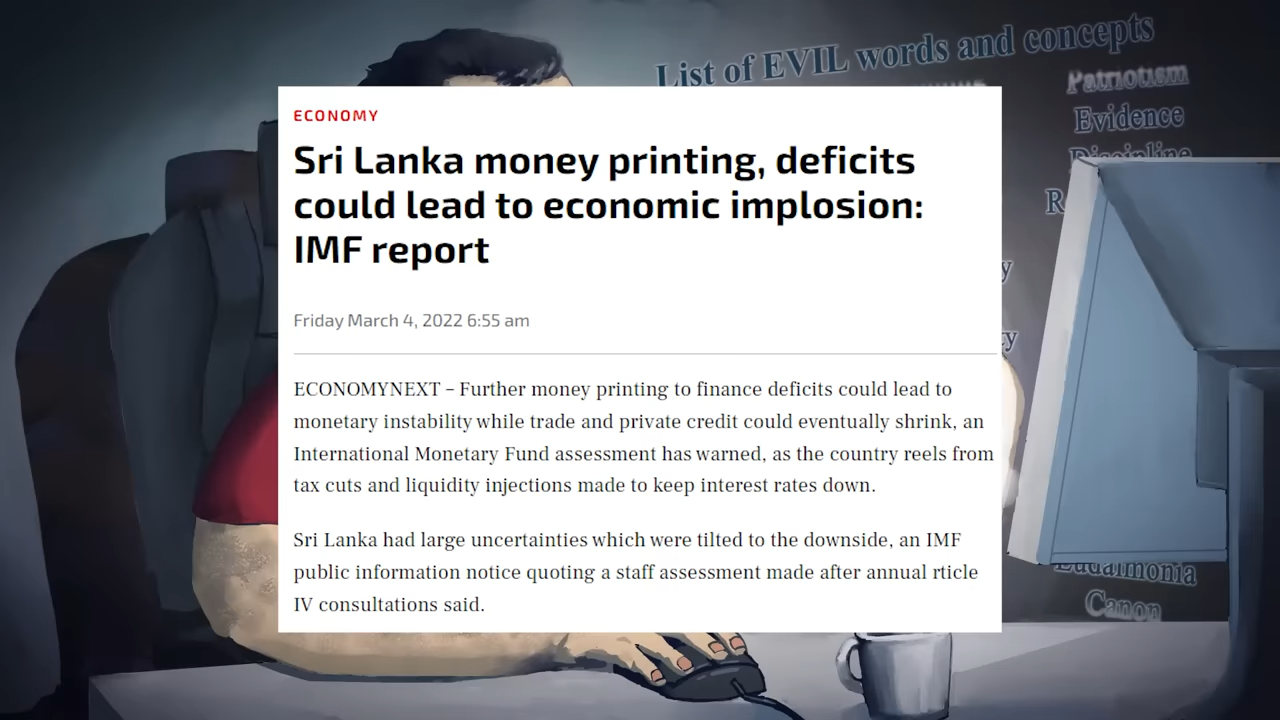 List of EVIL words and concepts
Patriotism
Evidence
Discipline
R
ECONOMY
Sri Lanka money printing, deficits
could lead to economic implosion:
IMF report
Friday March 4, 2022 6:55 am
ECONOMYNEXT – Further money printing to finance deficits could lead to
monetary instability while trade and private credit could eventually shrink, an
International Monetary Fund assessment has warned, as the country reels from
tax cuts and liquidity injections made to keep interest rates down.
Sri Lanka had large uncertainties which were tilted to the downside, an IMF
public information notice quoting a staff assessment made after annual rticle
IV consultations said.
y
ty
Eudaimonia
Canon